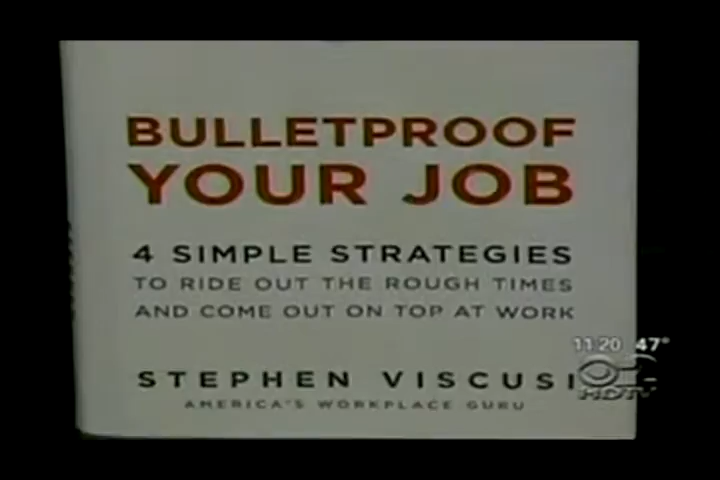 BULLETPROOF
YOUR JOB
4 SIMPLE STRATEGIES
TO RIDE OUT THE ROUGH TIMES
AND COME OUT ON TOP AT WORK
STEPHEN VISCUSI
AMERICA'S WORKPLACE GURU
11:20 47°
2
HDTV